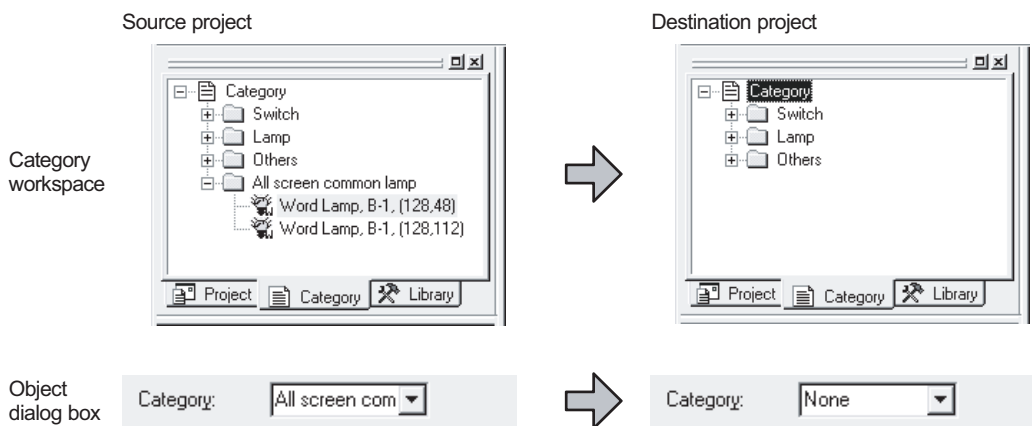 Source project
Destination project
Category workspace
Category
Switch
Lamp
Others
All screen common lamp
Word Lamp, B-1, (128,48)
Word Lamp, B-1, (128,112)
Project Category Library
Category
Switch
Lamp
Others
Project Category Library
Object dialog box
Category: All screen com
Category: None